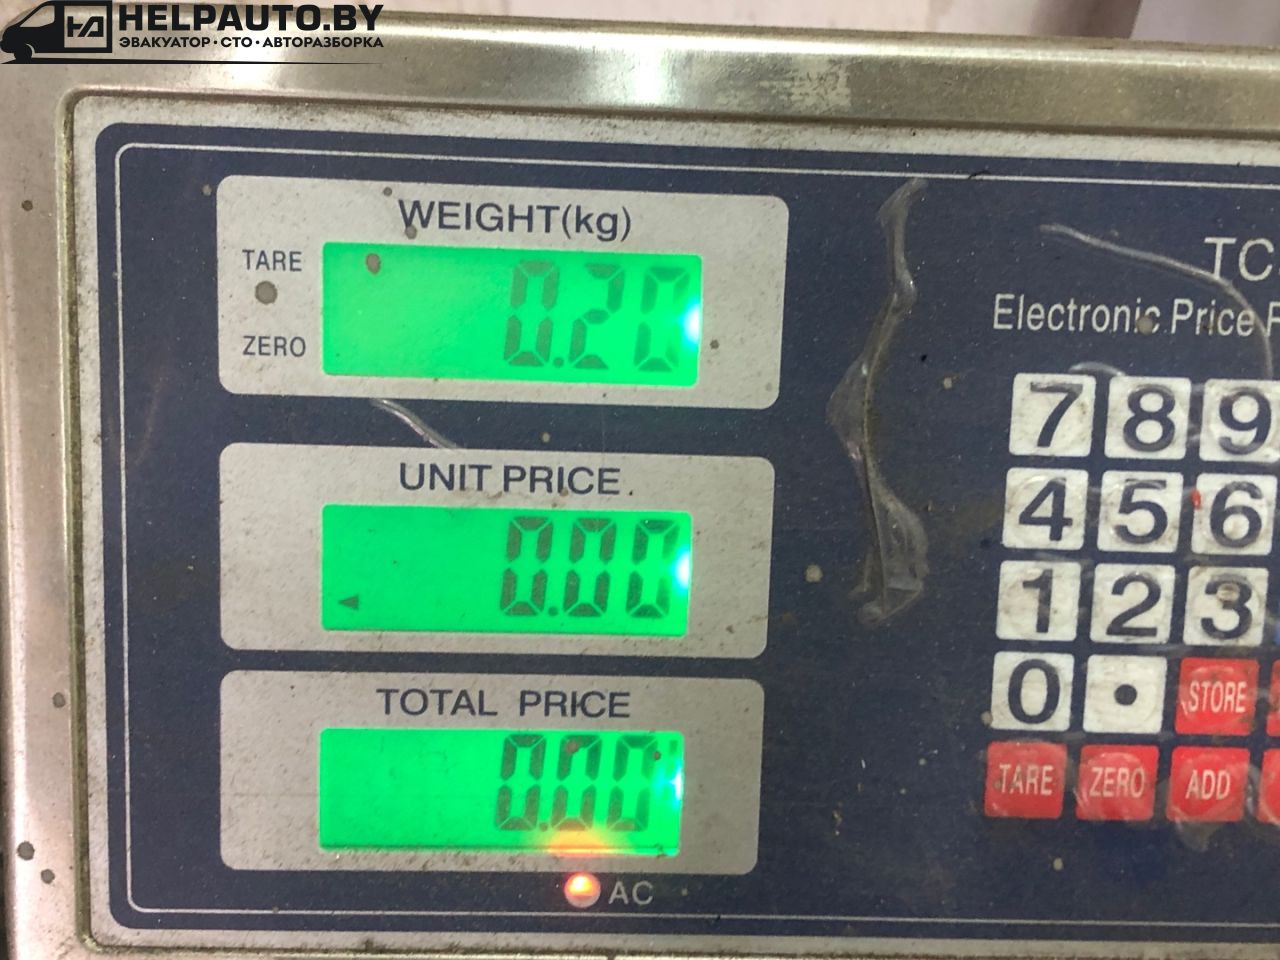 HELPAUTO.BY
ЭВАКУАТОР·СТО·АВТОРАЗБОРКА
WEIGHT(kg)
TARE
ZERO
0.20
UNIT PRICE
0.00
TOTAL PRICE
0.00
AC
TC
Electronic Price
7 8 9
4 5 6
1 2 3
0 . STORE
TARE ZERO ADD